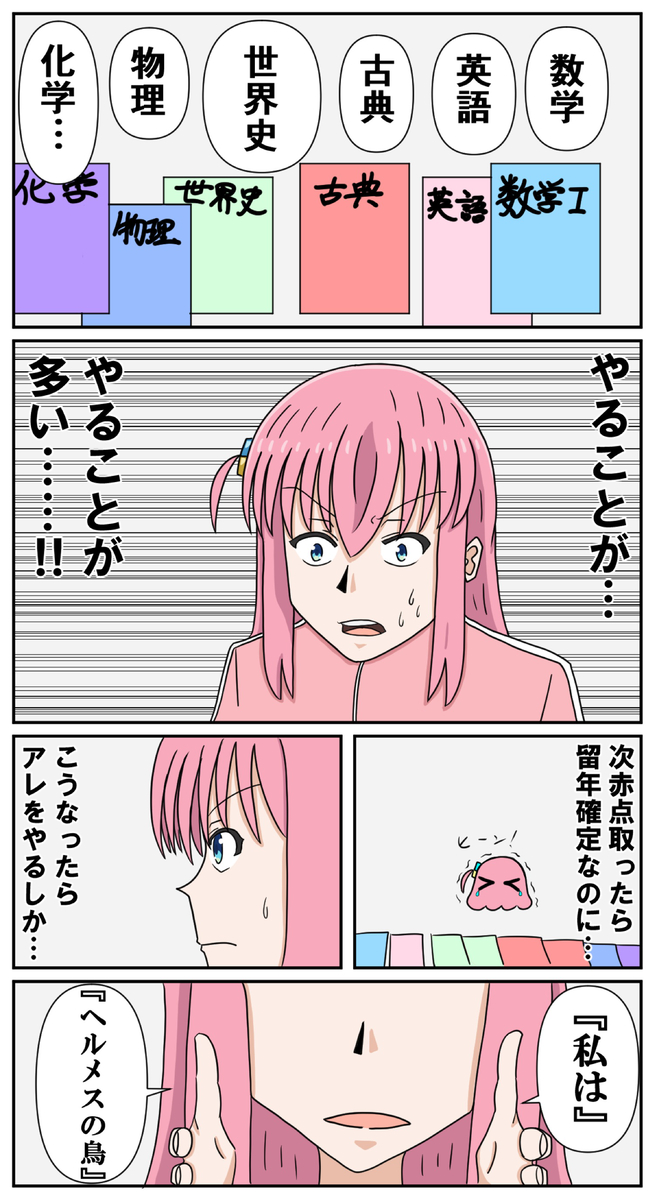 数学
英語
古典
世界史
物理
化学…
数学I
英語
古典
世界史
物理
化学
やることが…
やることが
多い……!!
次赤点取ったら
留年確定なのに…
ピーン!
こうなったら
アレをやるしか…
『私は』
『ヘルメスの鳥』